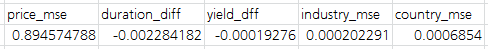 price_mse duration_diff yield_dff industry_mse country_mse
0.894574788 -0.002284182 -0.00019276 0.000202291 0.0006854